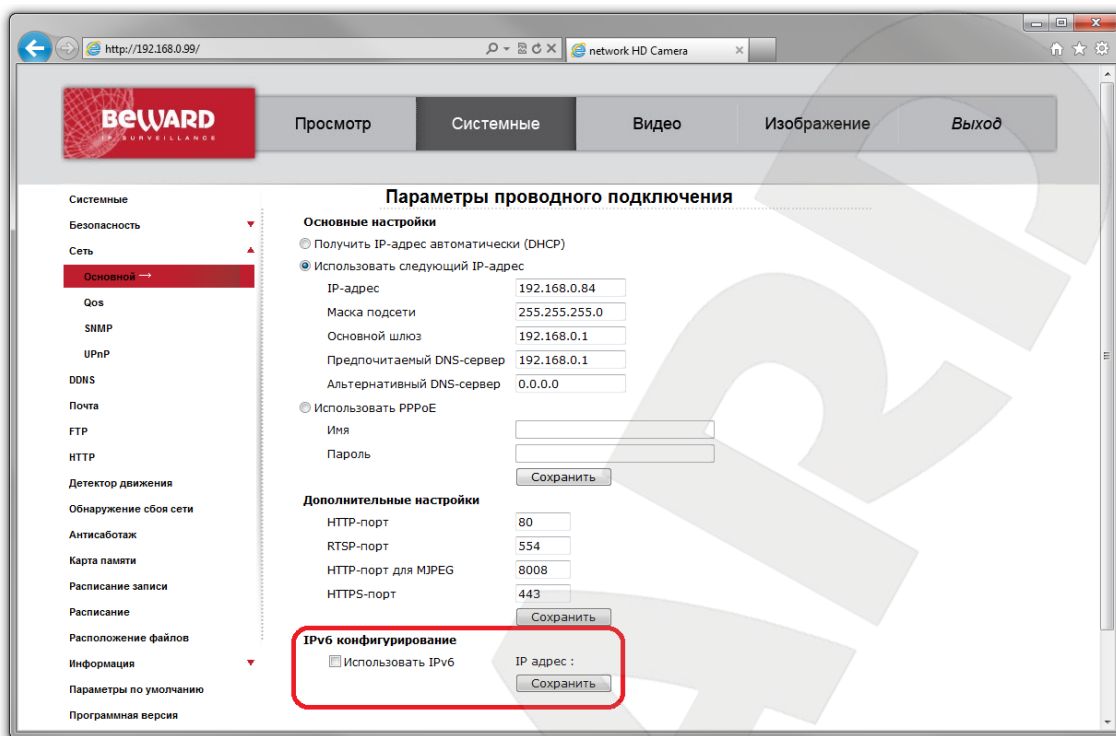 http://192.168.0.99/
network HD Camera
BEWARD
IP SURVEILLANCE
Просмотр
Системные
Видео
Изображение
Выход
Системные
Безопасность
Сеть
Основной →
Qos
SNMP
UPnP
DDNS
Почта
FTP
HTTP
Детектор движения
Обнаружение сбоя сети
Антисаботаж
Карта памяти
Расписание записи
Расписание
Расположение файлов
Информация
Параметры по умолчанию
Программная версия
Параметры проводного подключения
Основные настройки
Получить IP-адрес автоматически (DHCP)
Использовать следующий IP-адрес
IP-адрес 192.168.0.84
Маска подсети 255.255.255.0
Основной шлюз 192.168.0.1
Предпочитаемый DNS-сервер 192.168.0.1
Альтернативный DNS-сервер 0.0.0.0
Использовать PPPoE
Имя
Пароль
Сохранить
Дополнительные настройки
HTTP-порт 80
RTSP-порт 554
HTTP-порт для MJPEG 8008
HTTPS-порт 443
Сохранить
IPv6 конфигурирование
Использовать IPv6 IP адрес :
Сохранить